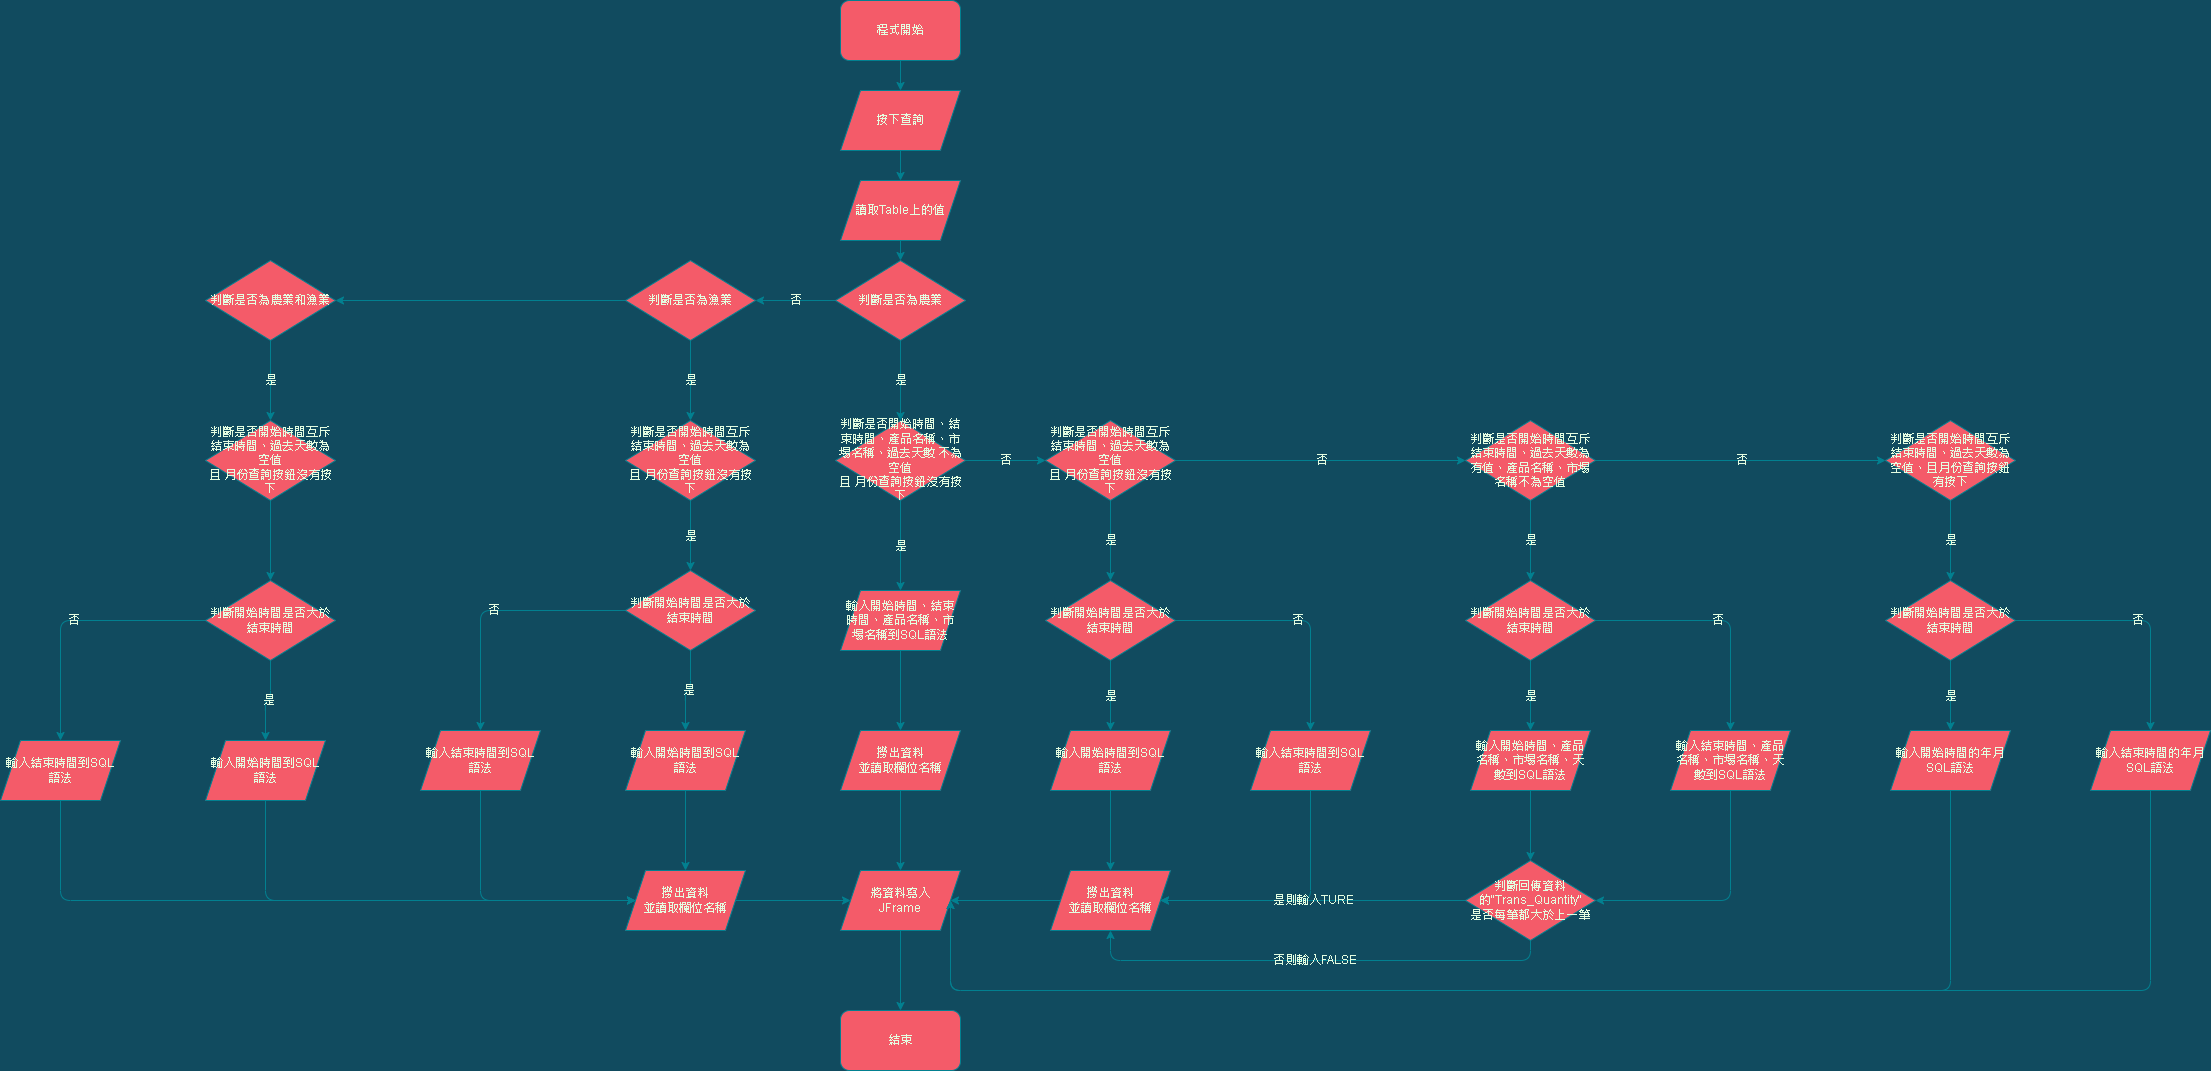 程式開始
按下查詢
讀取Table上的值
判斷是否為農業和漁業
判斷是否為漁業
否
判斷是否為農業
是
是
是
判斷是否開始時間互斥
結束時間、過去天數為
空值
且 月份查詢按鈕沒有按
下
判斷是否開始時間互斥
結束時間、過去天數為
空值
且 月份查詢按鈕沒有按
下
判斷是否開始時間、結
束時間、產品名稱、市
場名稱、過去天數 不為
空值
且 月份查詢按鈕沒有按
下
否
判斷是否開始時間互斥
結束時間、過去天數為
空值
且 月份查詢按鈕沒有按
下
否
判斷是否開始時間互斥
結束時間、過去天數為
有值、產品名稱、市場
名稱不為空值
否
判斷是否開始時間互斥
結束時間、過去天數為
空值、且月份查詢按鈕
有按下
是
是
是
是
是
否
判斷開始時間是否大於
結束時間
否
判斷開始時間是否大於
結束時間
輸入開始時間、結束
時間、產品名稱、市
場名稱到SQL語法
判斷開始時間是否大於
結束時間
否
判斷開始時間是否大於
結束時間
否
判斷開始時間是否大於
結束時間
否
是
是
是
是
是
輸入結束時間到SQL
語法
輸入開始時間到SQL
語法
輸入結束時間到SQL
語法
輸入開始時間到SQL
語法
撈出資料
並讀取欄位名稱
輸入開始時間到SQL
語法
輸入結束時間到SQL
語法
輸入開始時間、產品
名稱、市場名稱、天
數到SQL語法
輸入結束時間、產品
名稱、市場名稱、天
數到SQL語法
輸入開始時間的年月
SQL語法
輸入結束時間的年月
SQL語法
撈出資料
並讀取欄位名稱
將資料寫入
JFrame
撈出資料
並讀取欄位名稱
是則輸入TURE
判斷回傳資料
的"Trans_Quantity"
是否每筆都大於上一筆
否則輸入FALSE
結束